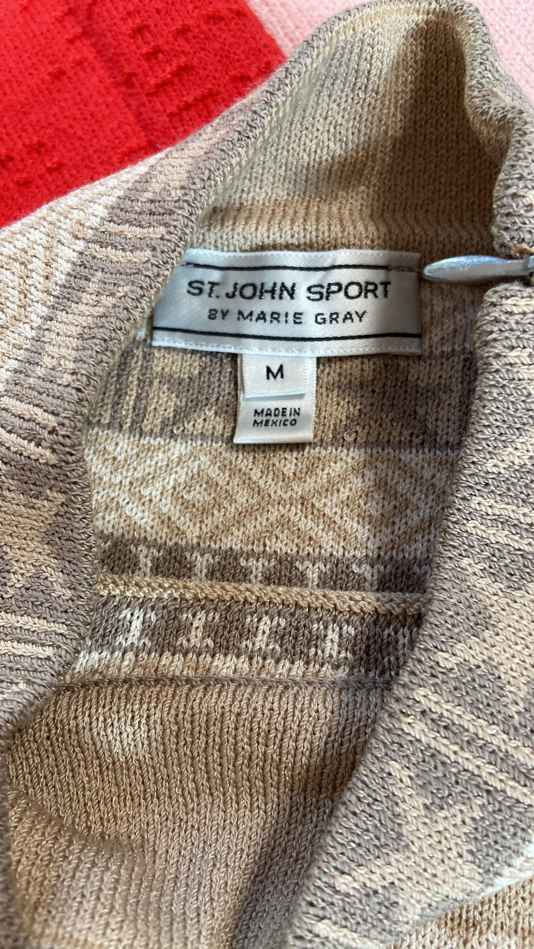 ST. JOHN SPORT
BY MARIE GRAY
M
MADE IN
MEXICO